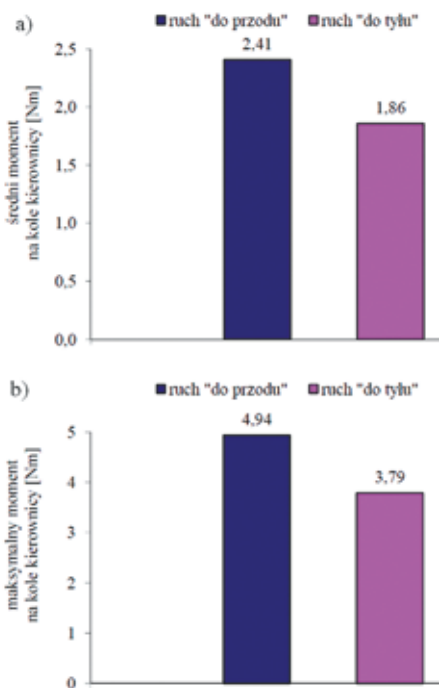 a)
ruch "do przodu" ruch "do tyłu"
2,41
1,86
2,5
2,0
1,5
1,0
0,5
0,0
średni moment
na kole kierownicy [Nm]
b)
ruch "do przodu" ruch "do tyłu"
4,94
3,79
5
4
3
2
1
0
maksymalny moment
na kole kierownicy [Nm]